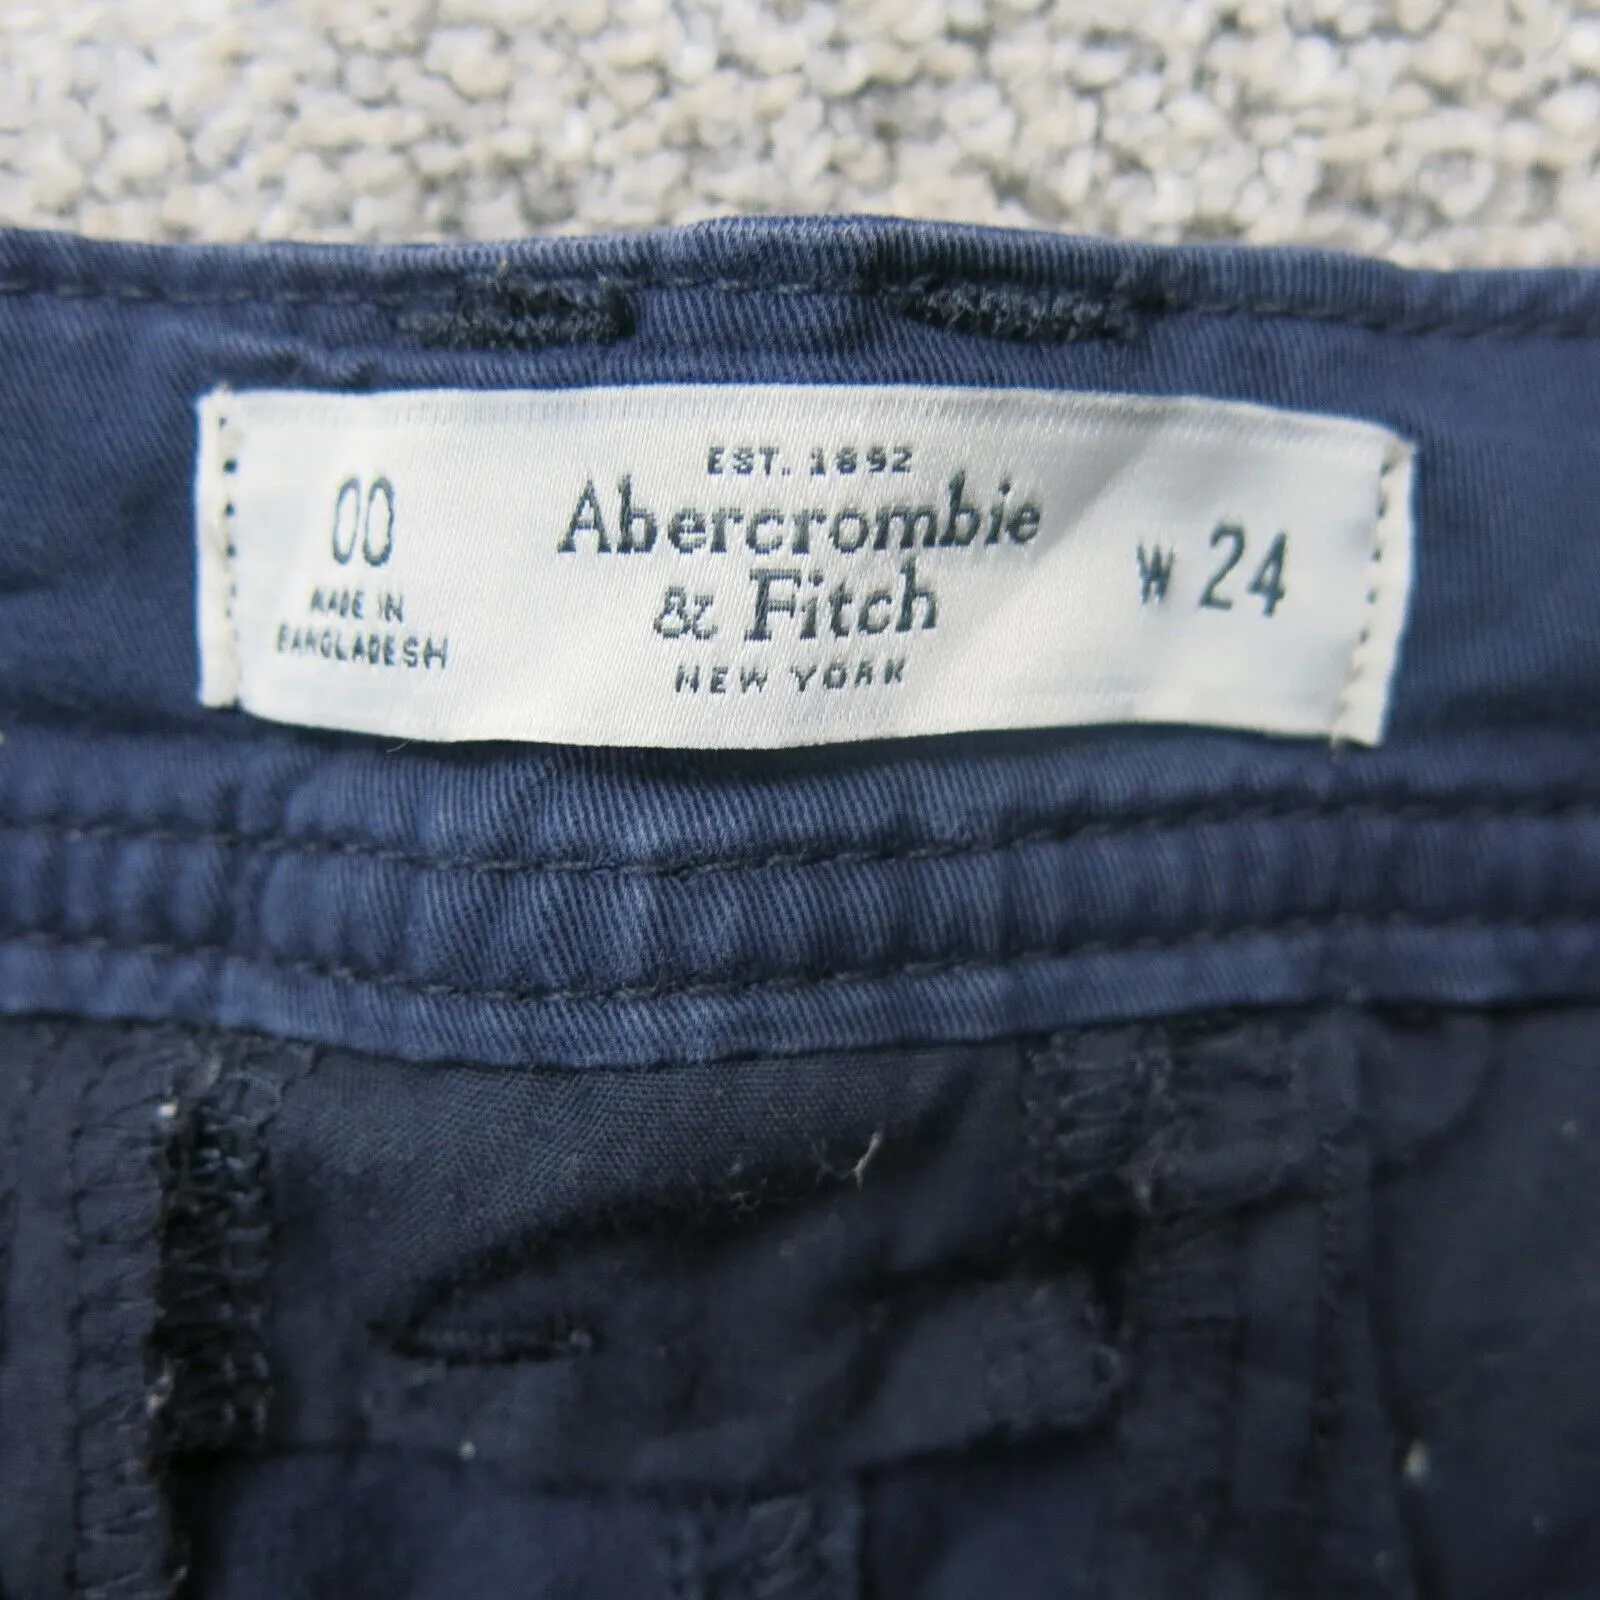 00
MADE IN
BANGLADESH
EST. 1892
Abercrombie
& Fitch
NEW YORK
W 24